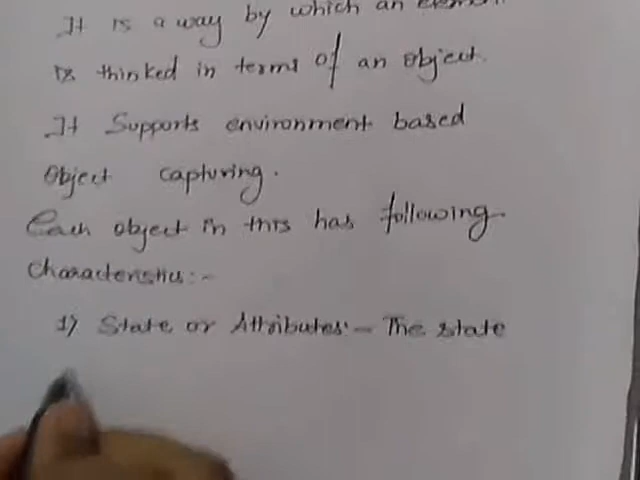 It is a way by which an element
is thinked in terms of an object.
It Supports environment based
Object capturing.
Each object in this has following
Characteristics:-
1) State or Attributes:- The state